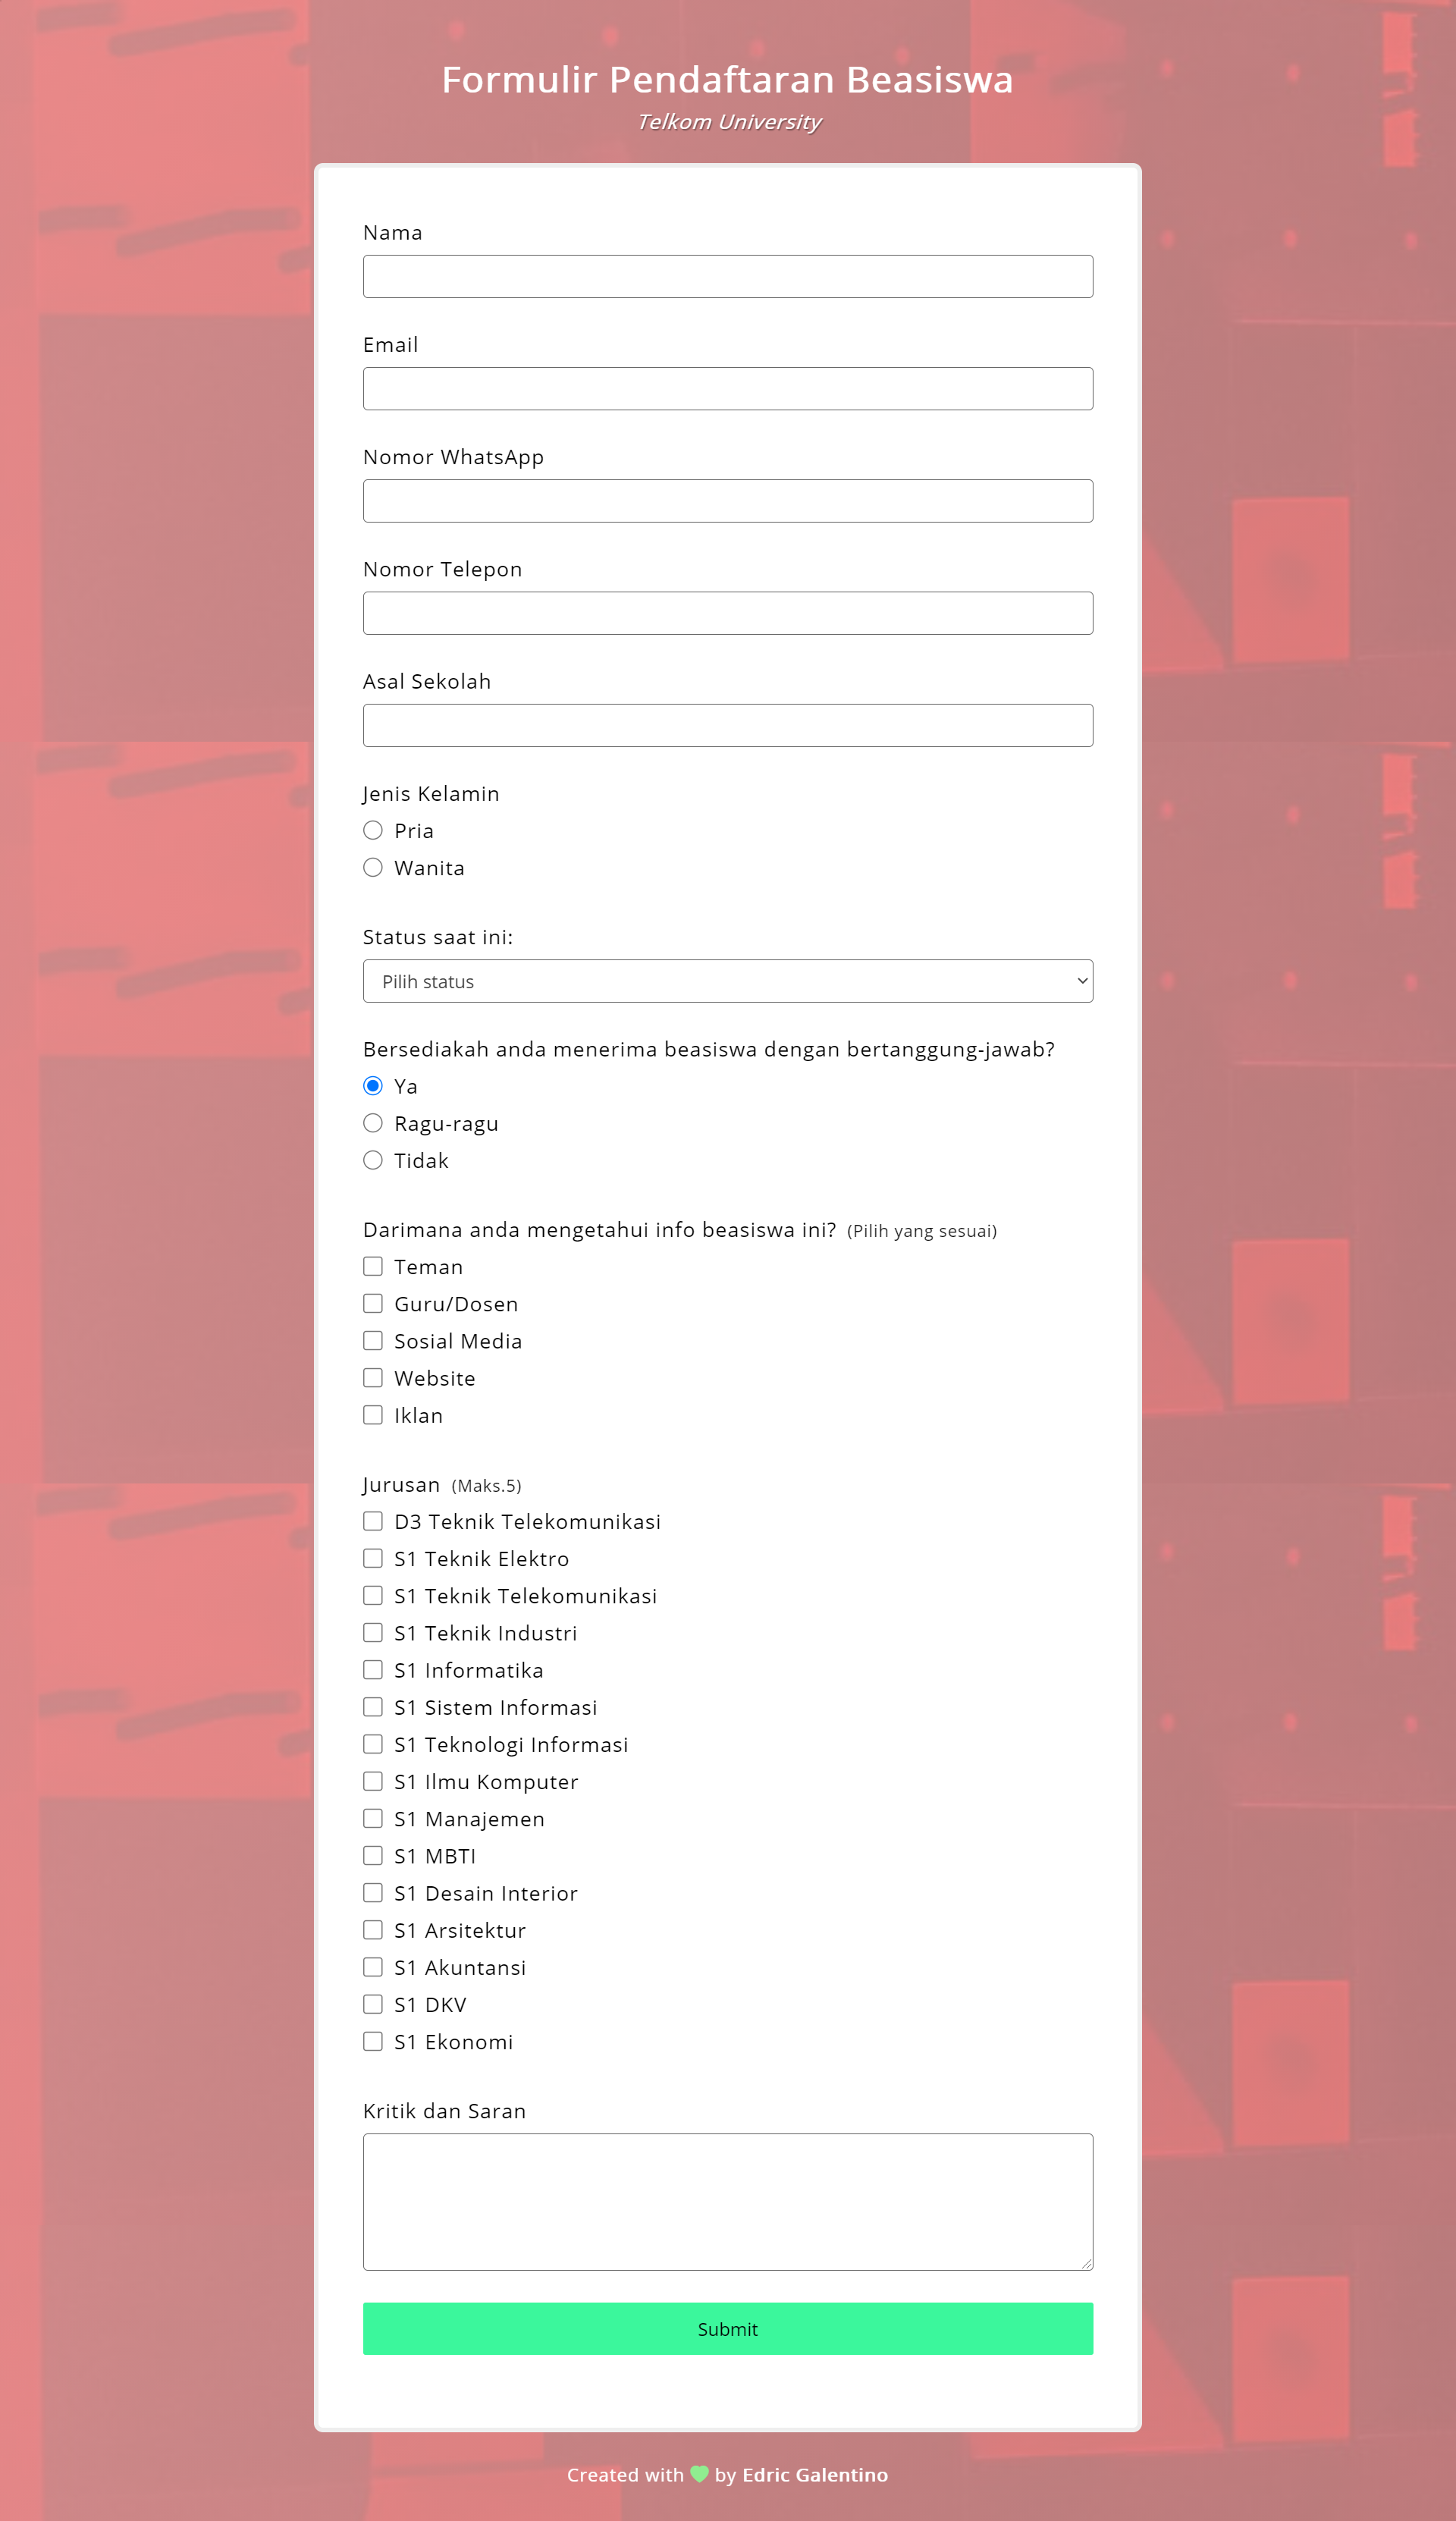 Formulir Pendaftaran Beasiswa
Telkom University
Nama
Email
Nomor WhatsApp
Nomor Telepon
Asal Sekolah
Jenis Kelamin
Pria
Wanita
Status saat ini:
Pilih status
Bersediakah anda menerima beasiswa dengan bertanggung-jawab?
Ya
Ragu-ragu
Tidak
Darimana anda mengetahui info beasiswa ini? (Pilih yang sesuai)
Teman
Guru/Dosen
Sosial Media
Website
Iklan
Jurusan (Maks.5)
D3 Teknik Telekomunikasi
S1 Teknik Elektro
S1 Teknik Telekomunikasi
S1 Teknik Industri
S1 Informatika
S1 Sistem Informasi
S1 Teknologi Informasi
S1 Ilmu Komputer
S1 Manajemen
S1 MBTI
S1 Desain Interior
S1 Arsitektur
S1 Akuntansi
S1 DKV
S1 Ekonomi
Kritik dan Saran
Submit
Created with 💚 by Edric Galentino